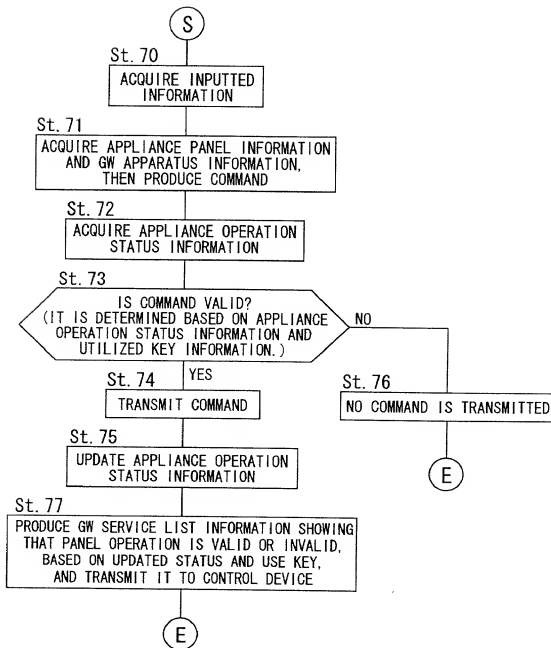 S
St. 70
ACQUIRE INPUTTED
INFORMATION
St. 71
ACQUIRE APPLIANCE PANEL INFORMATION
AND GW APPARATUS INFORMATION,
THEN PRODUCE COMMAND
St. 72
ACQUIRE APPLIANCE OPERATION
STATUS INFORMATION
St. 73
IS COMMAND VALID?
(IT IS DETERMINED BASED ON APPLIANCE
OPERATION STATUS INFORMATION AND
UTILIZED KEY INFORMATION.)
NO
YES
St. 74
TRANSMIT COMMAND
St. 76
NO COMMAND IS TRANSMITTED
E
St. 75
UPDATE APPLIANCE OPERATION
STATUS INFORMATION
St. 77
PRODUCE GW SERVICE LIST INFORMATION SHOWING
THAT PANEL OPERATION IS VALID OR INVALID,
BASED ON UPDATED STATUS AND USE KEY,
AND TRANSMIT IT TO CONTROL DEVICE
E